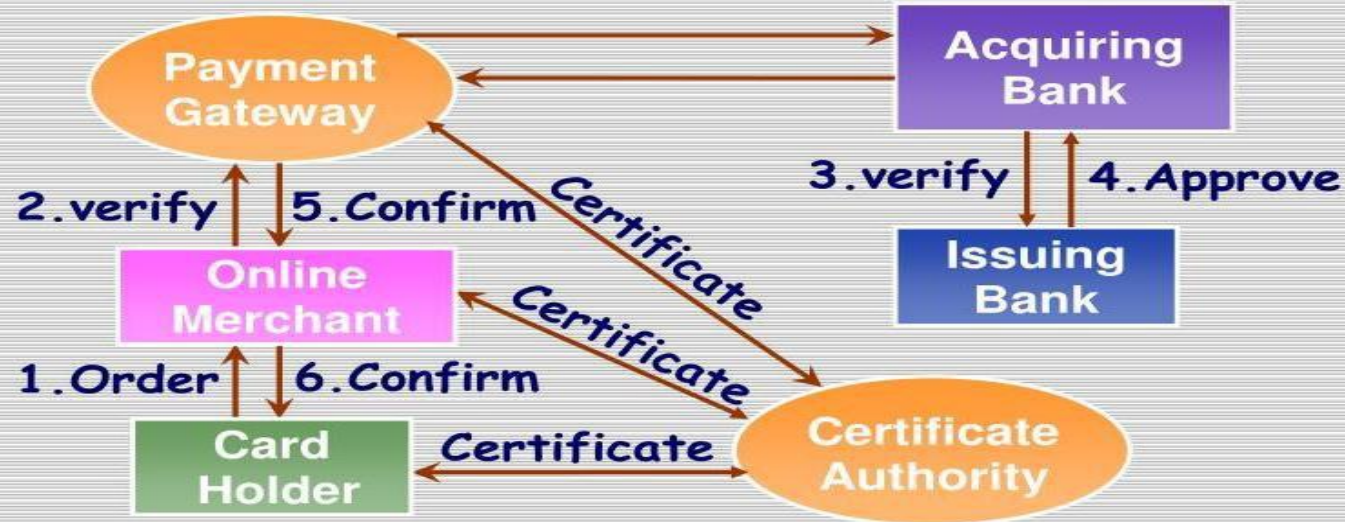 Payment
Gateway
Acquiring
Bank
2.verify
5.Confirm
Certificate
3.verify
4.Approve
Online
Merchant
Certificate
Issuing
Bank
1.Order
6.Confirm
Card
Holder
Certificate
Certificate
Authority